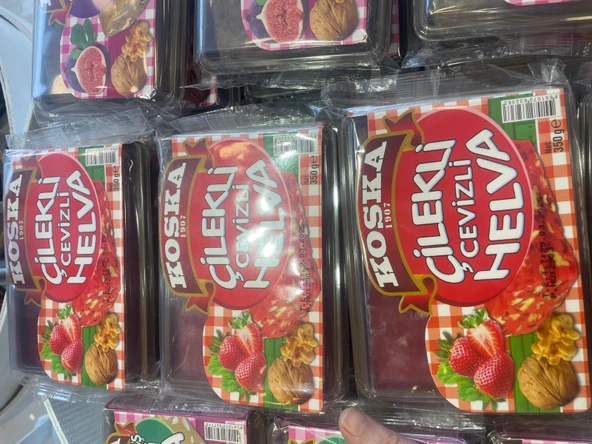 KOSKA
1907
ÇİLEKLİ
CEVİZLİ
HELVA
350 g e
KOSKA
1907
ÇİLEKLİ
CEVİZLİ
HELVA
350 g e
KOSKA
1907
ÇİLEKLİ
CEVİZLİ
HELVA
350 g e